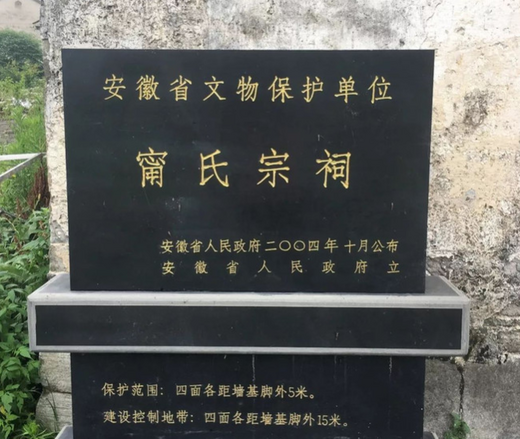 安徽省文物保护单位
甯氏宗祠
安徽省人民政府二〇〇四年十月公布
安徽省人民政府立
保护范围：四面各距墙基脚外5米。
建设控制地带：四面各距墙基脚外15米。